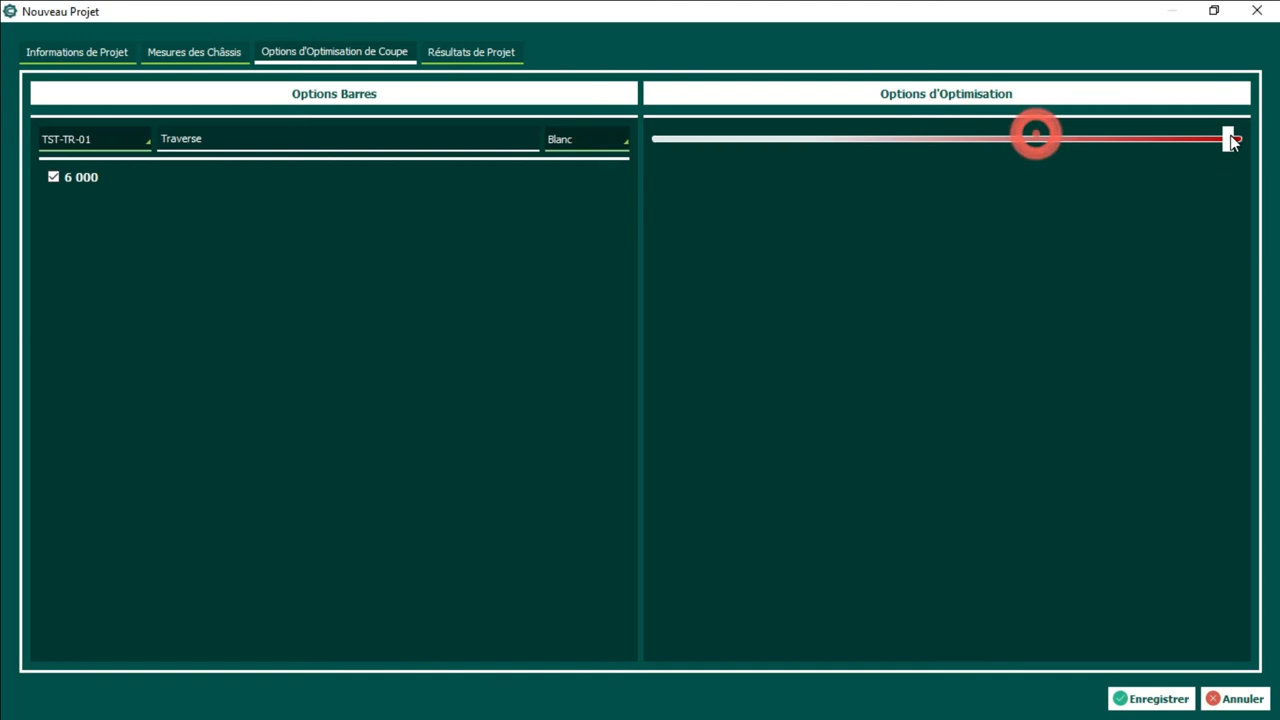 Nouveau Projet
Informations de Projet
Mesures des Châssis
Options d'Optimisation de Coupe
Résultats de Projet
Options Barres
Options d'Optimisation
TST-TR-01
Traverse
Blanc
6 000
Enregistrer
Annuler